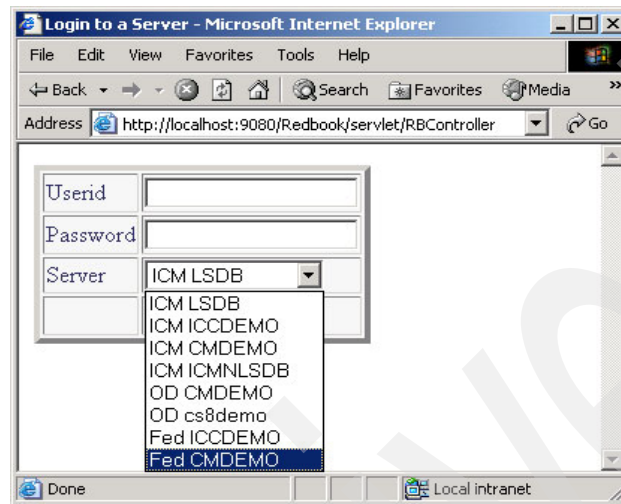 Login to a Server - Microsoft Internet Explorer
File Edit View Favorites Tools Help
Back Search Favorites Media »
Address http://localhost:9080/Redbook/servlet/RBController Go
Userid
Password
Server ICM LSDB
ICM LSDB
ICM ICCDEMO
ICM CMDEMO
ICM ICMNLSDB
OD CMDEMO
OD cs8demo
Fed ICCDEMO
Fed CMDEMO
Done Local intranet